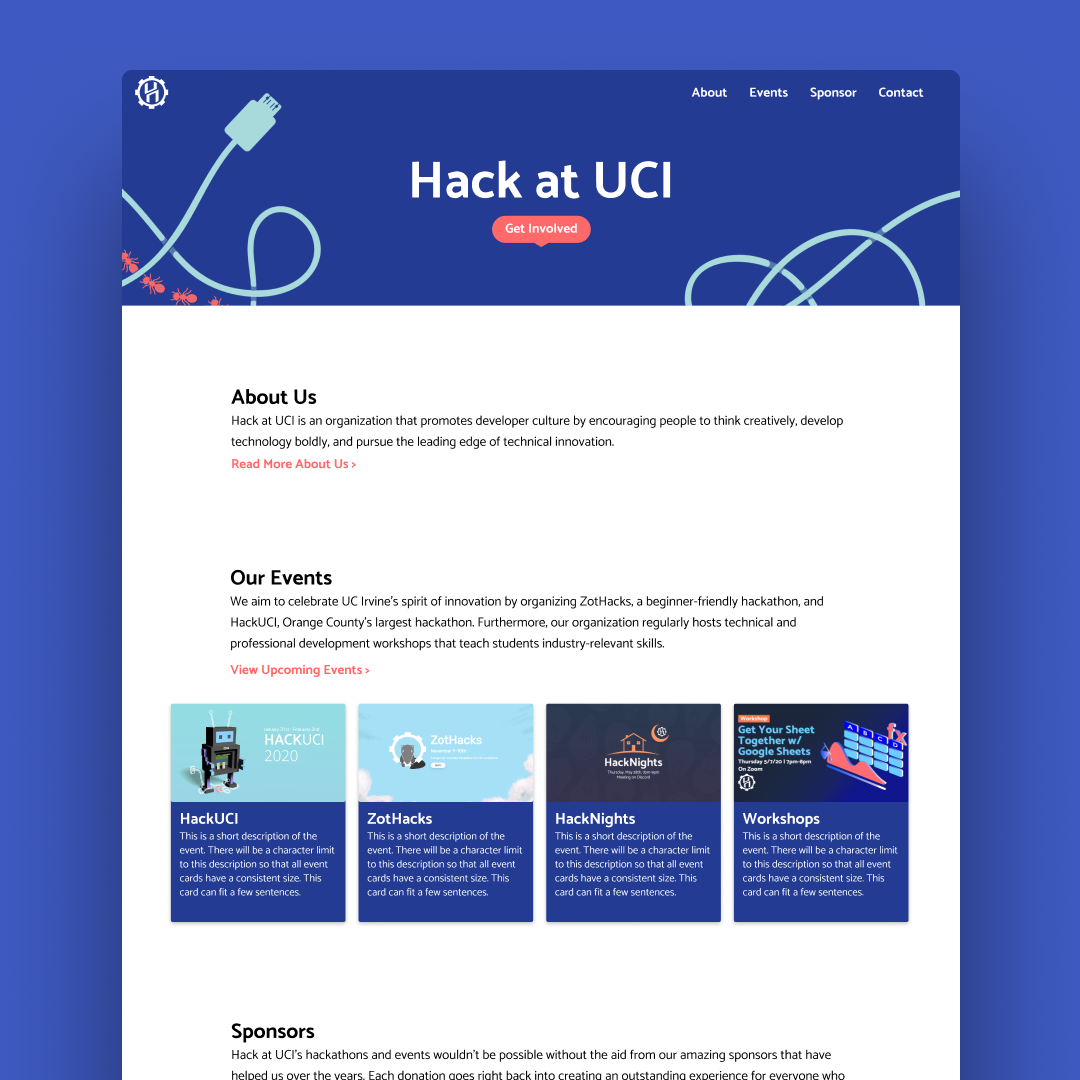 About Events Sponsor Contact
Hack at UCI
Get Involved
About Us
Hack at UCI is an organization that promotes developer culture by encouraging people to think creatively, develop
technology boldly, and pursue the leading edge of technical innovation.
Read More About Us >
Our Events
We aim to celebrate UC Irvine's spirit of innovation by organizing ZotHacks, a beginner-friendly hackathon, and
HackUCI, Orange County's largest hackathon. Furthermore, our organization regularly hosts technical and
professional development workshops that teach students industry-relevant skills.
View Upcoming Events >
January 31st - February 2nd
HACKUCI
2020
HackUCI
This is a short description of the
event. There will be a character limit
to this description so that all event
cards have a consistent size. This
card can fit a few sentences.
ZotHacks
ZotHacks
This is a short description of the
event. There will be a character limit
to this description so that all event
cards have a consistent size. This
card can fit a few sentences.
HackNights
Meeting on Discord
HackNights
This is a short description of the
event. There will be a character limit
to this description so that all event
cards have a consistent size. This
card can fit a few sentences.
Workshop
Get Your Sheet
Together w/
Google Sheets
Thursday 5/7/20 | 7pm-8pm
On Zoom
A B C D
fx
Workshops
This is a short description of the
event. There will be a character limit
to this description so that all event
cards have a consistent size. This
card can fit a few sentences.
Sponsors
Hack at UCI's hackathons and events wouldn't be possible without the aid from our amazing sponsors that have
helped us over the years. Each donation goes right back into creating an outstanding experience for everyone who